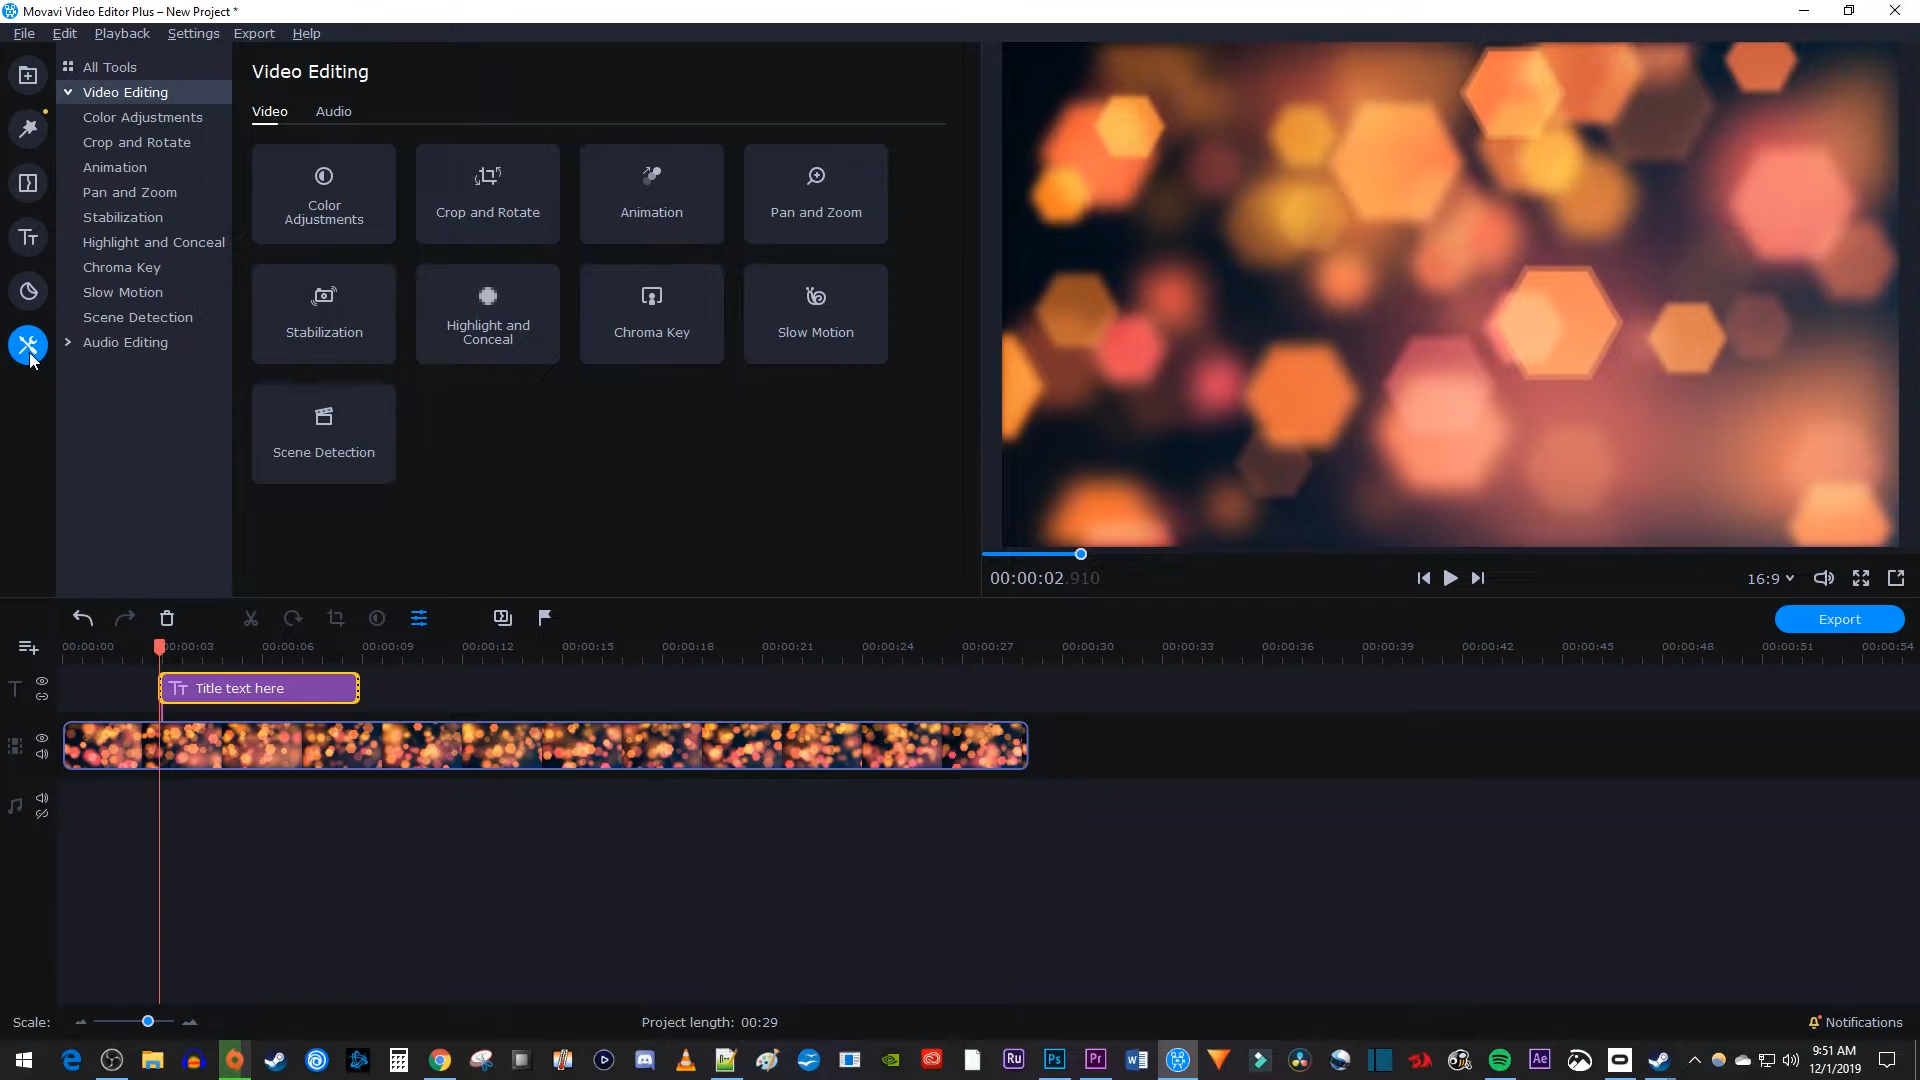 Movavi Video Editor Plus – New Project *
File Edit Playback Settings Export Help
All Tools
Video Editing
Color Adjustments
Crop and Rotate
Animation
Pan and Zoom
Stabilization
Highlight and Conceal
Chroma Key
Slow Motion
Scene Detection
Audio Editing
Video Editing
Video Audio
Color
Adjustments
Crop and Rotate
Animation
Pan and Zoom
Stabilization
Highlight and
Conceal
Chroma Key
Slow Motion
Scene Detection
00:00:02.910
16:9
Export
00:00:00 00:00:03 00:00:06 00:00:09 00:00:12 00:00:15 00:00:18 00:00:21 00:00:24 00:00:27 00:00:30 00:00:33 00:00:36 00:00:39 00:00:42 00:00:45 00:00:48 00:00:51 00:00:54
Tт Title text here
Scale:
Project length: 00:29
Notifications
Ru Ps Pr Ae
9:51 AM
12/1/2019